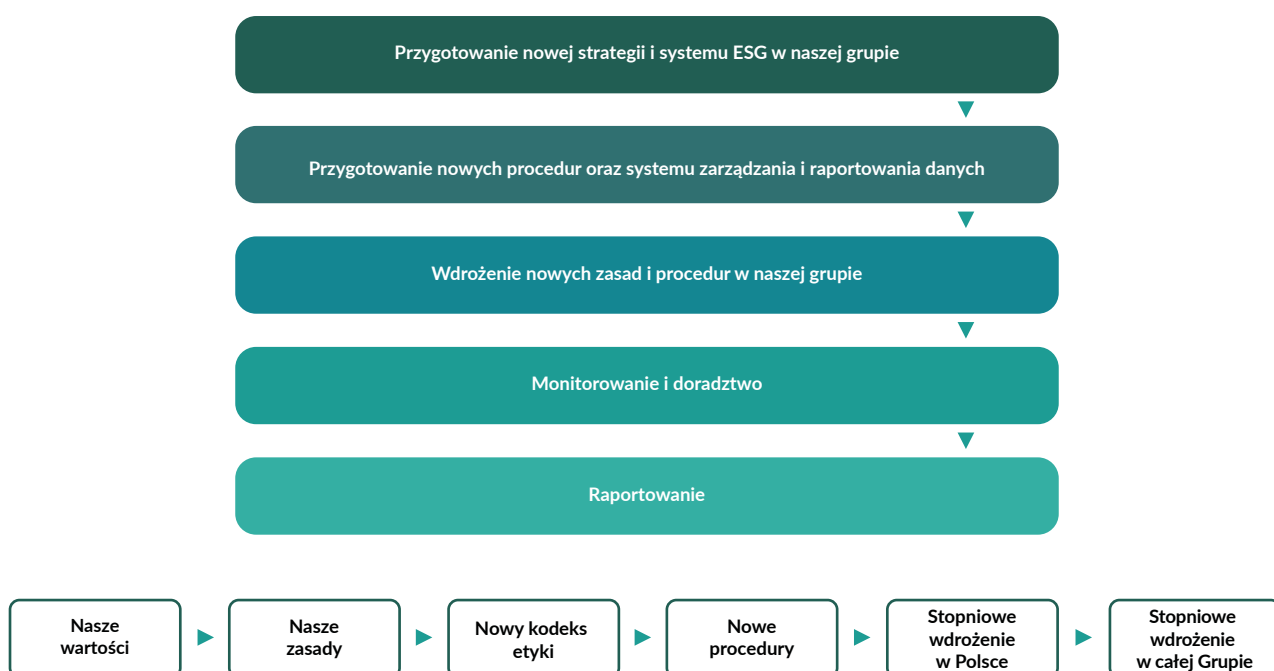 Przygotowanie nowej strategii i systemu ESG w naszej grupie
Przygotowanie nowych procedur oraz systemu zarządzania i raportowania danych
Wdrożenie nowych zasad i procedur w naszej grupie
Monitorowanie i doradztwo
Raportowanie
Nasze
wartości
Nasze
zasady
Nowy kodeks
etyki
Nowe
procedury
Stopniowe
wdrożenie
w Polsce
Stopniowe
wdrożenie
w całej Grupie